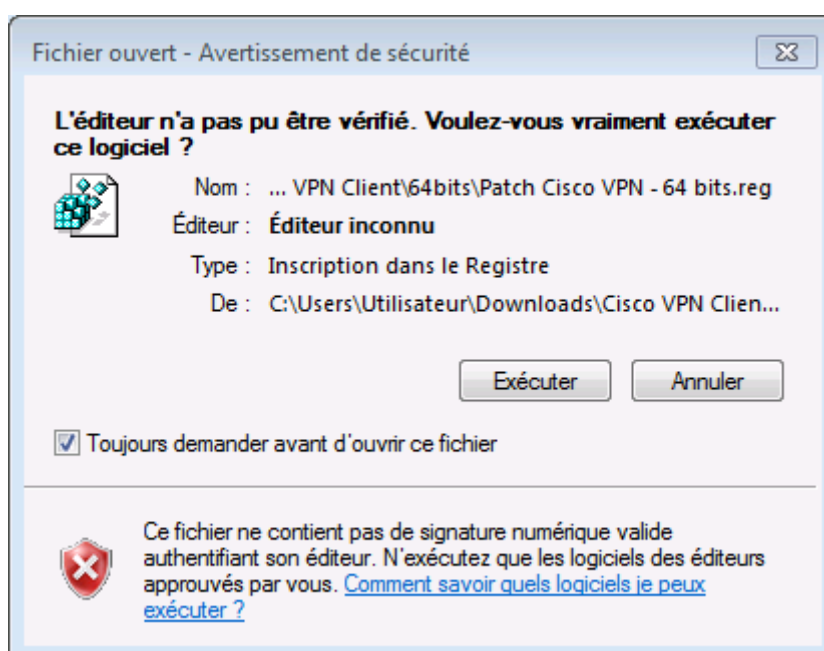 Fichier ouvert - Avertissement de sécurité
L'éditeur n'a pas pu être vérifié. Voulez-vous vraiment exécuter
ce logiciel ?
Nom : ... VPN Client\64bits\Patch Cisco VPN - 64 bits.reg
Éditeur : Éditeur inconnu
Type : Inscription dans le Registre
De : C:\Users\Utilisateur\Downloads\Cisco VPN Clien...
Exécuter Annuler
Toujours demander avant d'ouvrir ce fichier
Ce fichier ne contient pas de signature numérique valide
authentifiant son éditeur. N'exécutez que les logiciels des éditeurs
approuvés par vous. Comment savoir quels logiciels je peux
exécuter ?